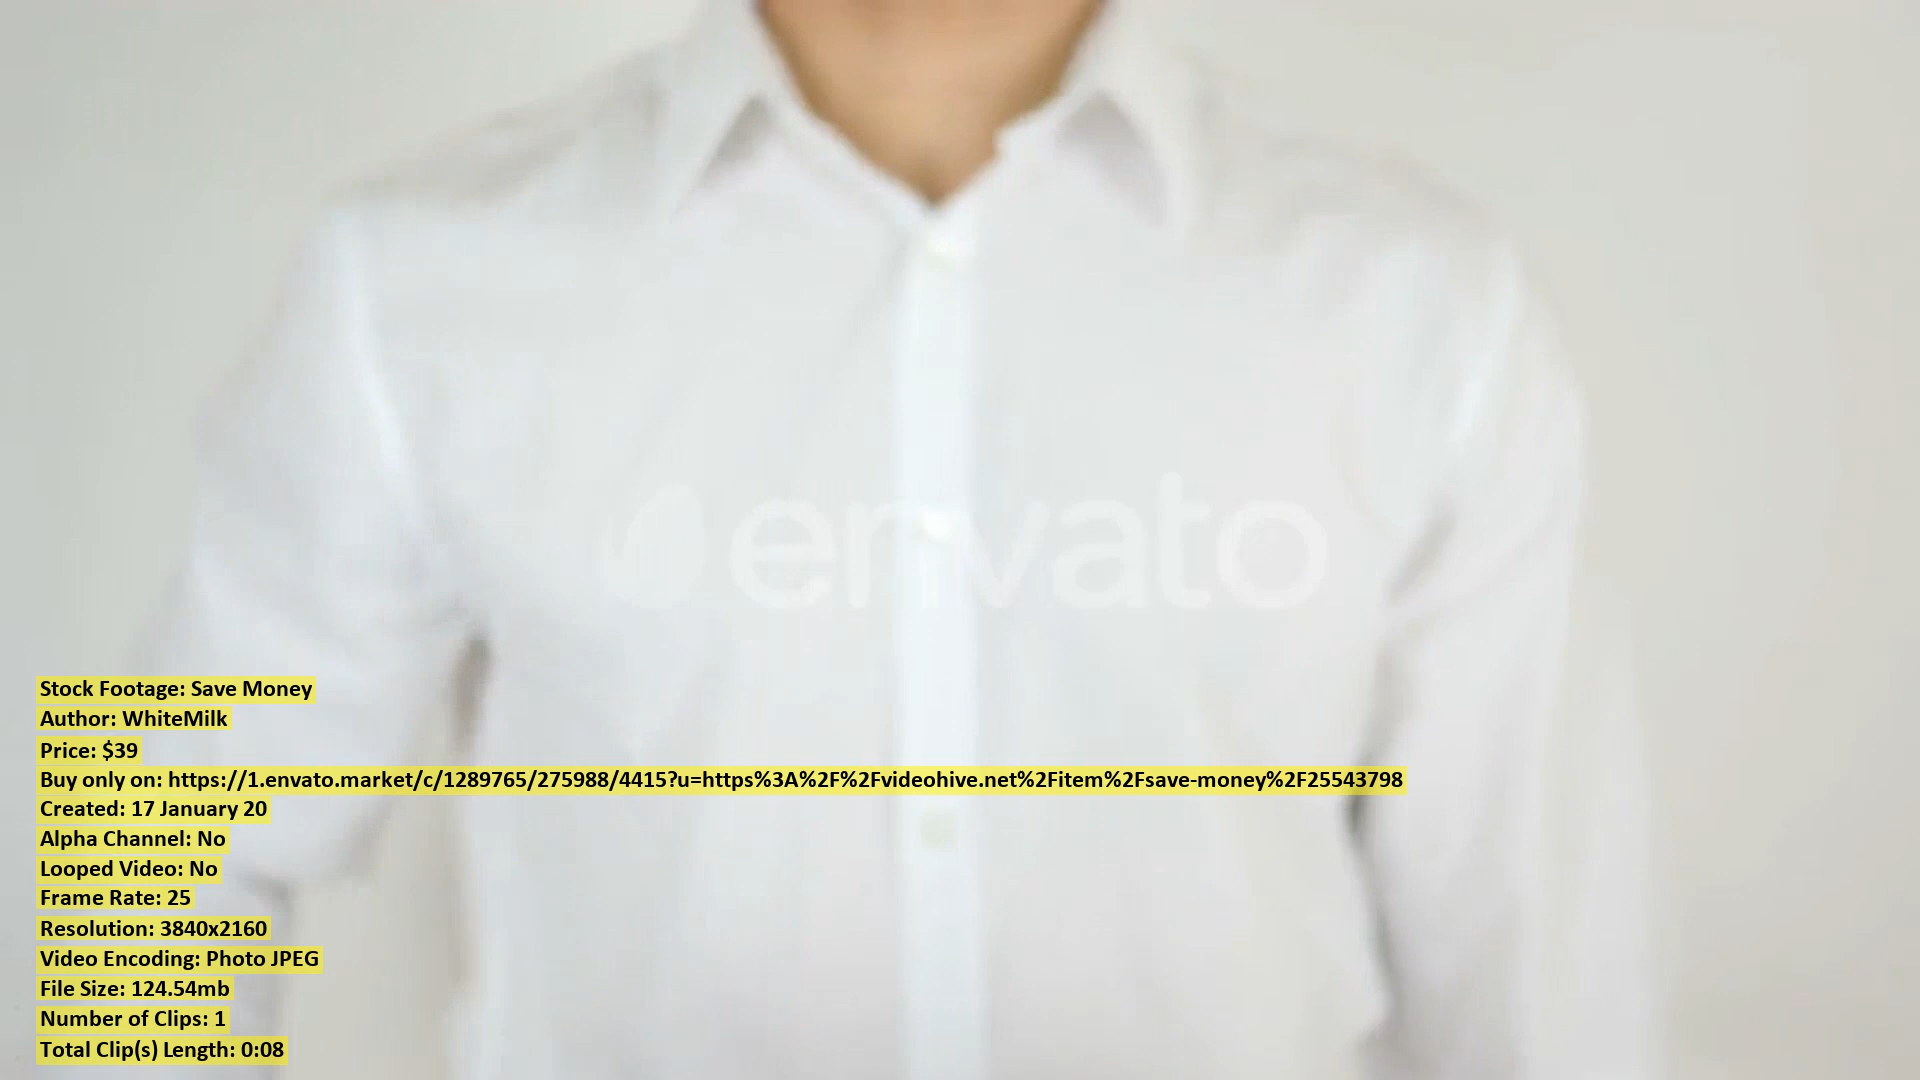 envato
Stock Footage: Save Money
Author: WhiteMilk
Price: $39
Buy only on: https://1.envato.market/c/1289765/275988/4415?u=https%3A%2F%2Fvideohive.net%2Fitem%2Fsave-money%2F25543798
Created: 17 January 20
Alpha Channel: No
Looped Video: No
Frame Rate: 25
Resolution: 3840x2160
Video Encoding: Photo JPEG
File Size: 124.54mb
Number of Clips: 1
Total Clip(s) Length: 0:08